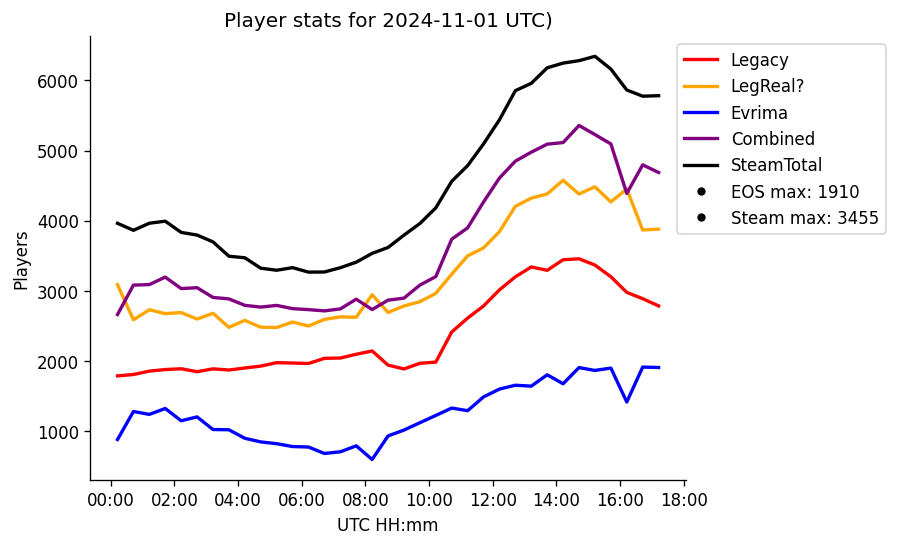 Player stats for 2024-11-01 UTC)
Legacy
LegReal?
Evrima
Combined
SteamTotal
EOS max: 1910
Steam max: 3455
Players
6000
5000
4000
3000
2000
1000
00:00 02:00 04:00 06:00 08:00 10:00 12:00 14:00 16:00 18:00
UTC HH:mm